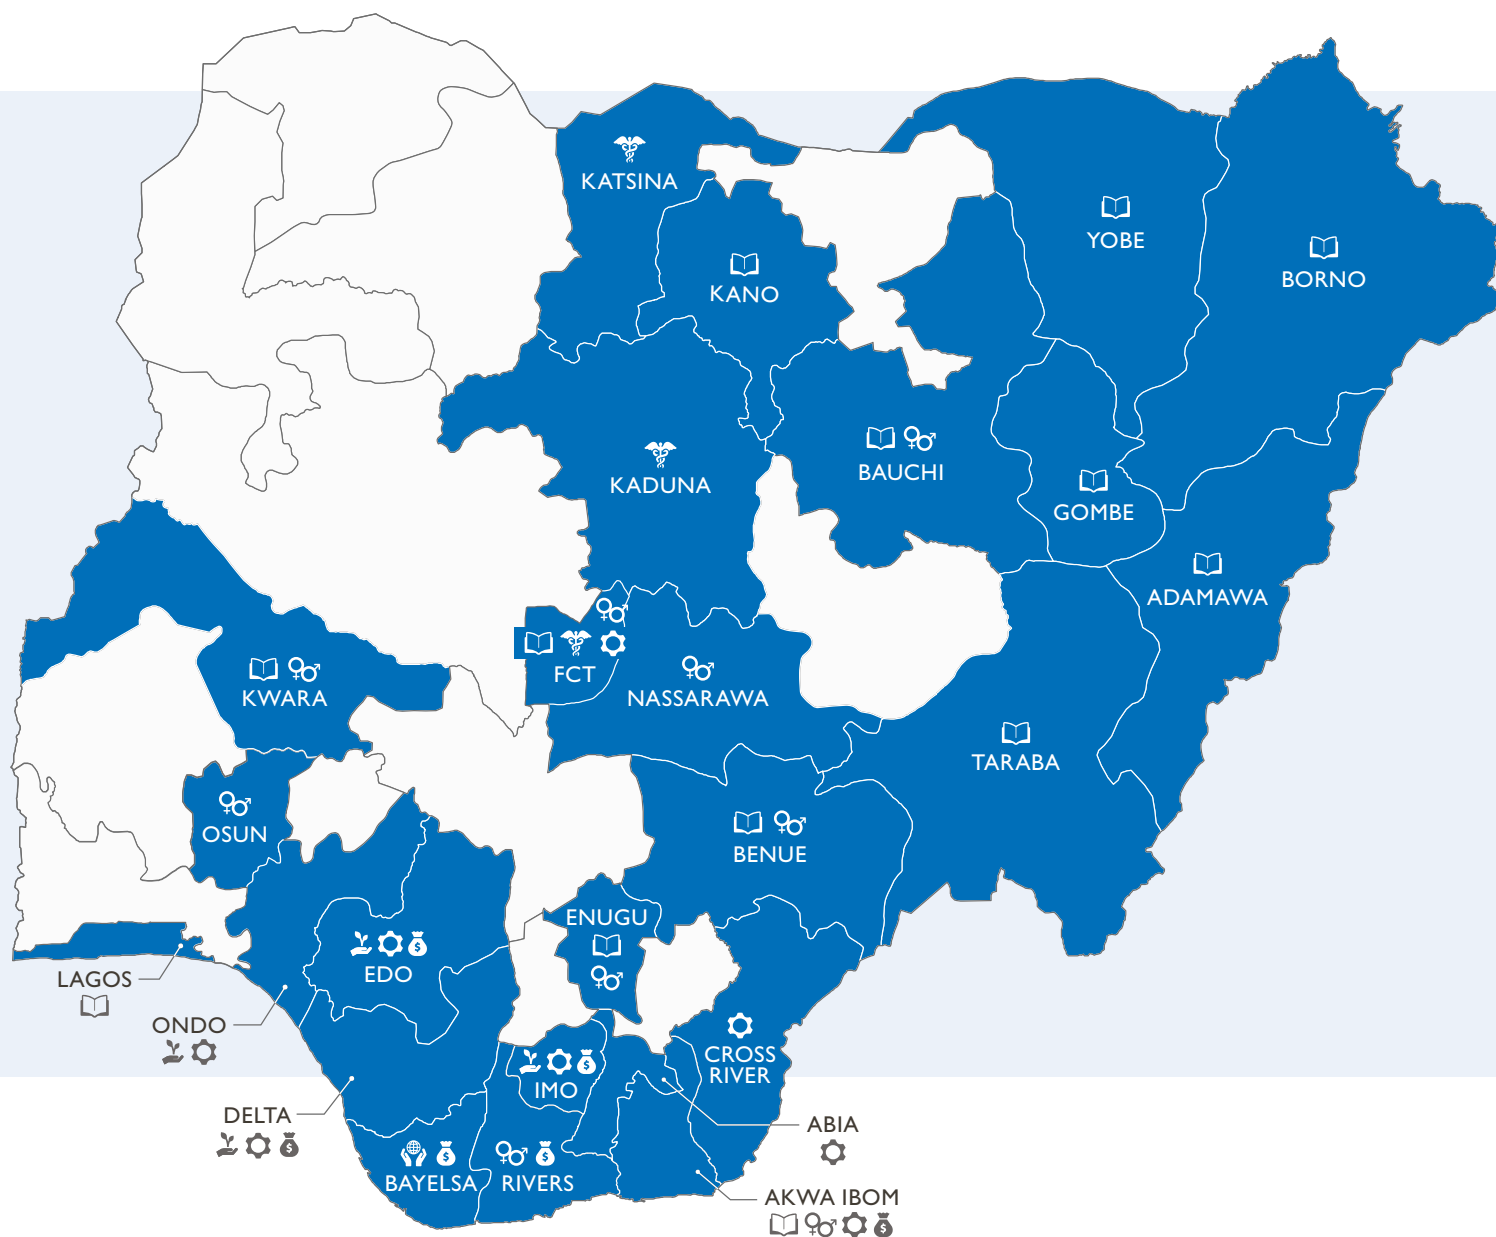 KATSINA
YOBE
BORNO
KANO
BAUCHI
KADUNA
GOMBE
ADAMAWA
FCT
NASSARAWA
KWARA
TARABA
OSUN
BENUE
ENUGU
EDO
LAGOS
ONDO
CROSS
RIVER
IMO
DELTA
ABIA
BAYELSA
RIVERS
AKWA IBOM